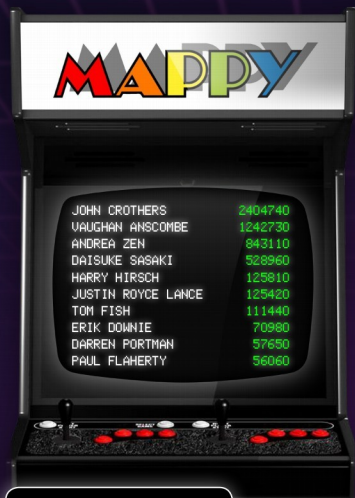 MAPPY
JOHN CROTHERS 2404740
VAUGHAN ANSCOMBE 1242730
ANDREA ZEN 843110
DAISUKE SASAKI 528960
HARRY HIRSCH 125810
JUSTIN ROYCE LANCE 125420
TOM FISH 111440
ERIK DOWNIE 70980
DARREN PORTMAN 57650
PAUL FLAHERTY 56060